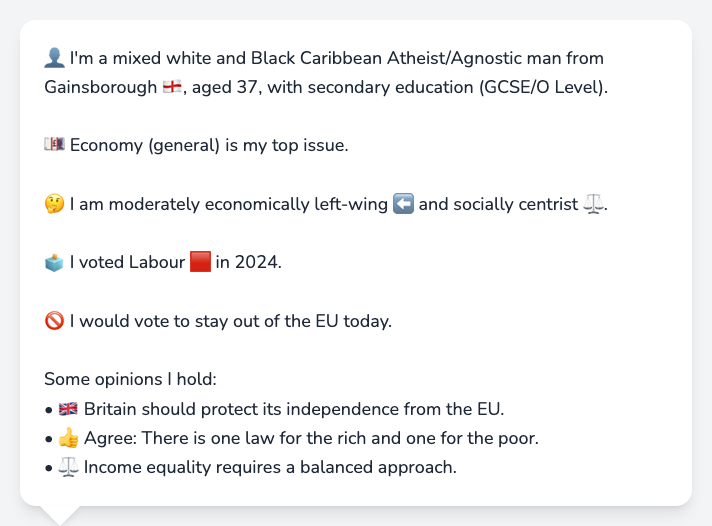 👤 I'm a mixed white and Black Caribbean Atheist/Agnostic man from
Gainsborough 🏴󠁧󠁢󠁥󠁮󠁧󠁿, aged 37, with secondary education (GCSE/O Level).
💷 Economy (general) is my top issue.
🤔 I am moderately economically left-wing ⬅️ and socially centrist ⚖️.
🗳️ I voted Labour 🟥 in 2024.
🚫 I would vote to stay out of the EU today.
Some opinions I hold:
• 🇬🇧 Britain should protect its independence from the EU.
• 👍 Agree: There is one law for the rich and one for the poor.
• ⚖️ Income equality requires a balanced approach.